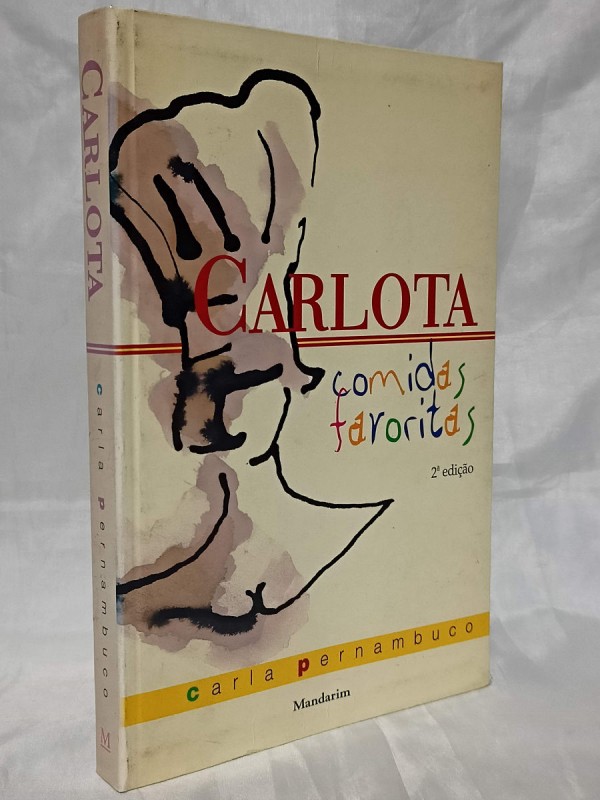 CARLOTA
carla pernambuco
M
CARLOTA
comidas
favoritas
2ª edição
carla pernambuco
Mandarim